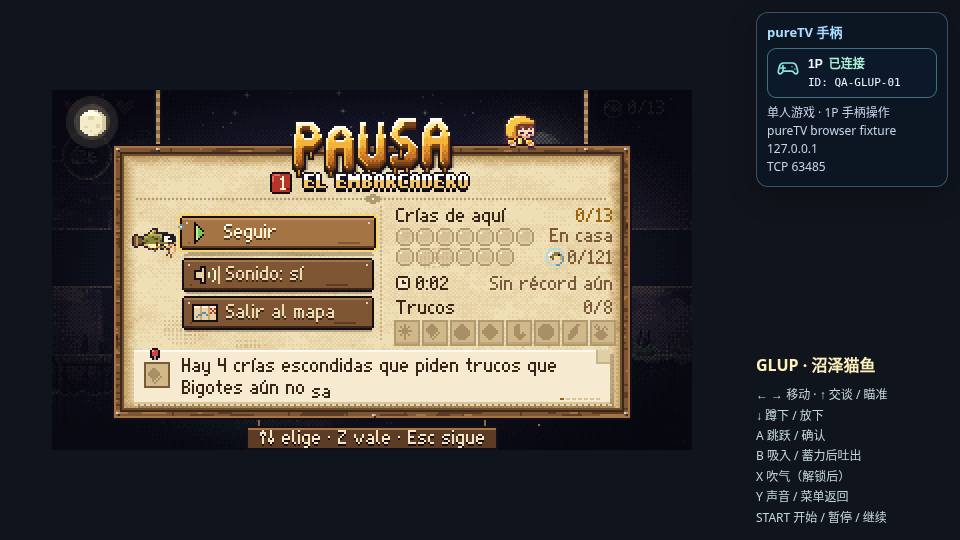 0/13
PAUSA
1 EL EMBARCADERO
Seguir
Sonido: sí
Salir al mapa
Crías de aquí 0/13
En casa
0/121
0:02 Sin récord aún
Trucos 0/8
Hay 4 crías escondidas que piden trucos que
Bigotes aún no sa
↑↓ elige · Z vale · Esc sigue
pureTV 手柄
1P 已连接
ID: QA-GLUP-01
单人游戏 · 1P 手柄操作
pureTV browser fixture
127.0.0.1
TCP 63485
GLUP · 沼泽猫鱼
← → 移动 · ↑ 交谈 / 瞄准
↓ 蹲下 / 放下
A 跳跃 / 确认
B 吸入 / 蓄力后吐出
X 吹气（解锁后）
Y 声音 / 菜单返回
START 开始 / 暂停 / 继续